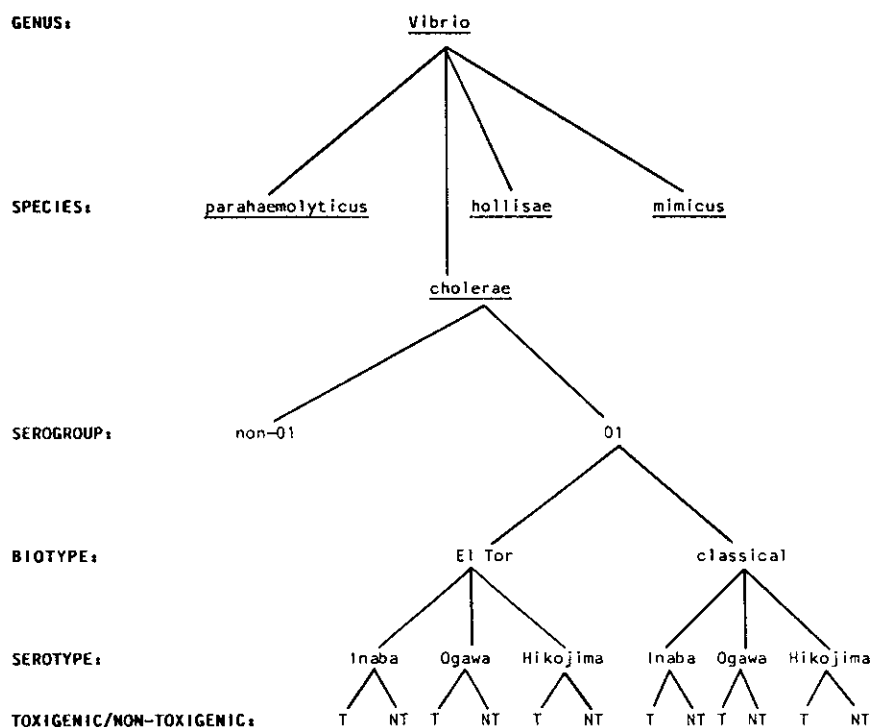 GENUS: Vibrio
SPECIES: parahaemolyticus hollisae mimicus
cholerae
SEROGROUP: non-01 01
BIOTYPE: El Tor classical
SEROTYPE: Inaba Ogawa Hikojima Inaba Ogawa Hikojima
TOXIGENIC/NON-TOXIGENIC: T NT T NT T NT T NT T NT T NT